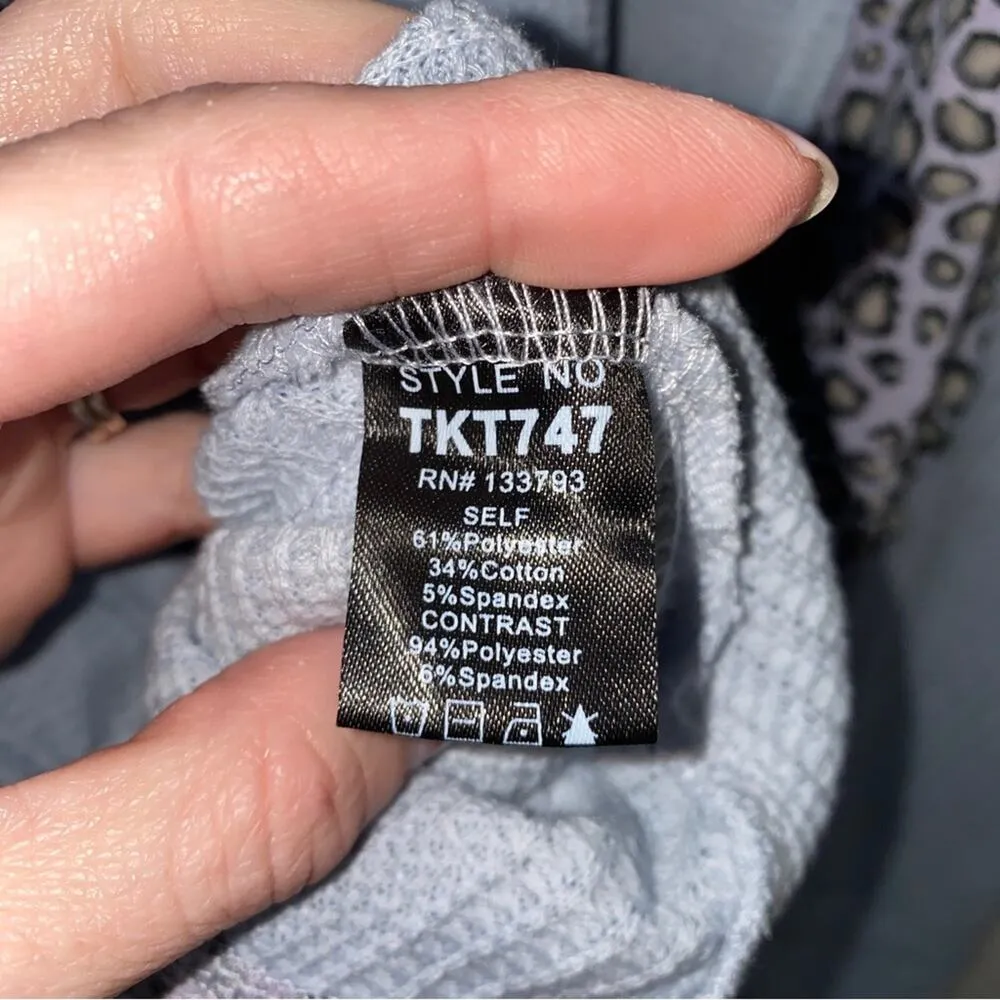 STYLE NO
TKT747
RN# 133793
SELF
61%Polyester
34%Cotton
5%Spandex
CONTRAST
94%Polyester
6%Spandex